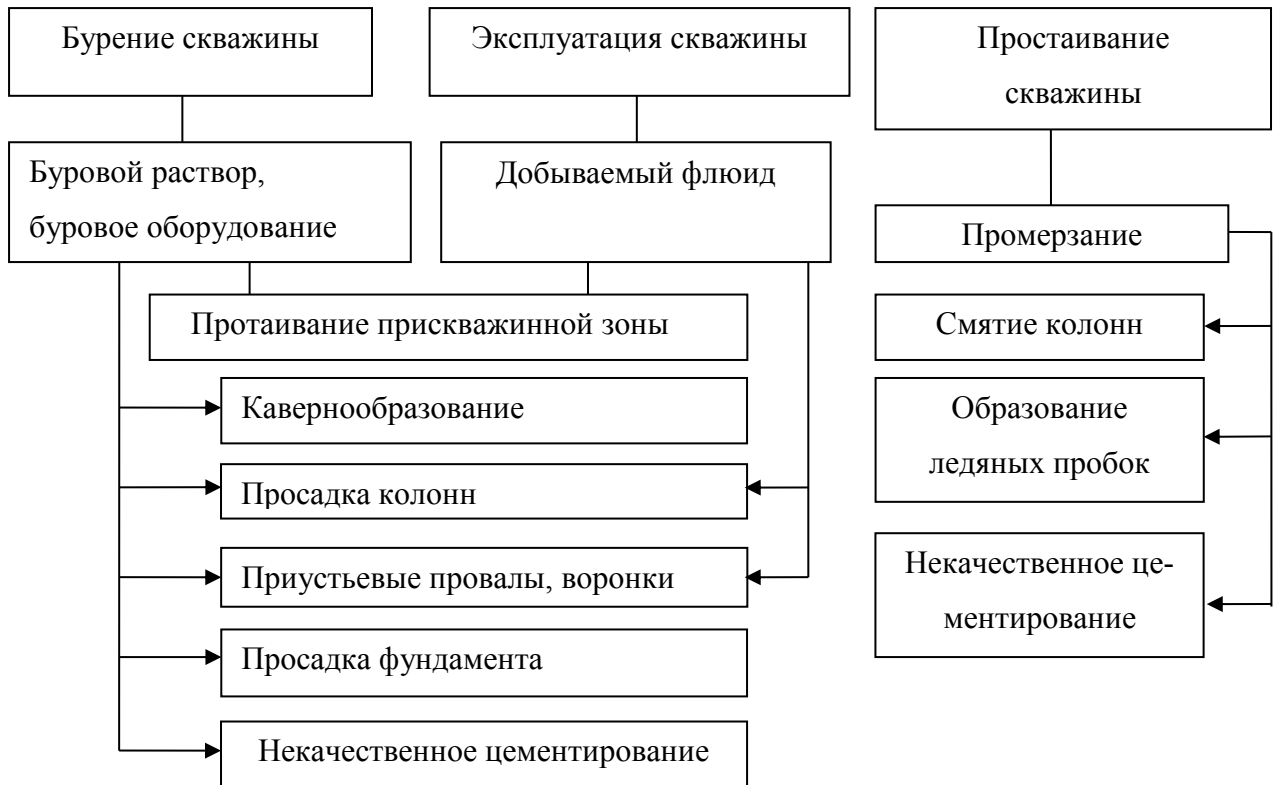 Бурение скважины
Эксплуатация скважины
Простаивание
скважины
Буровой раствор,
буровое оборудование
Добываемый флюид
Промерзание
Протаивание прискважинной зоны
Смятие колонн
Кавернообразование
Образование
ледяных пробок
Просадка колонн
Приустьевые провалы, воронки
Некачественное це-
ментирование
Просадка фундамента
Некачественное цементирование